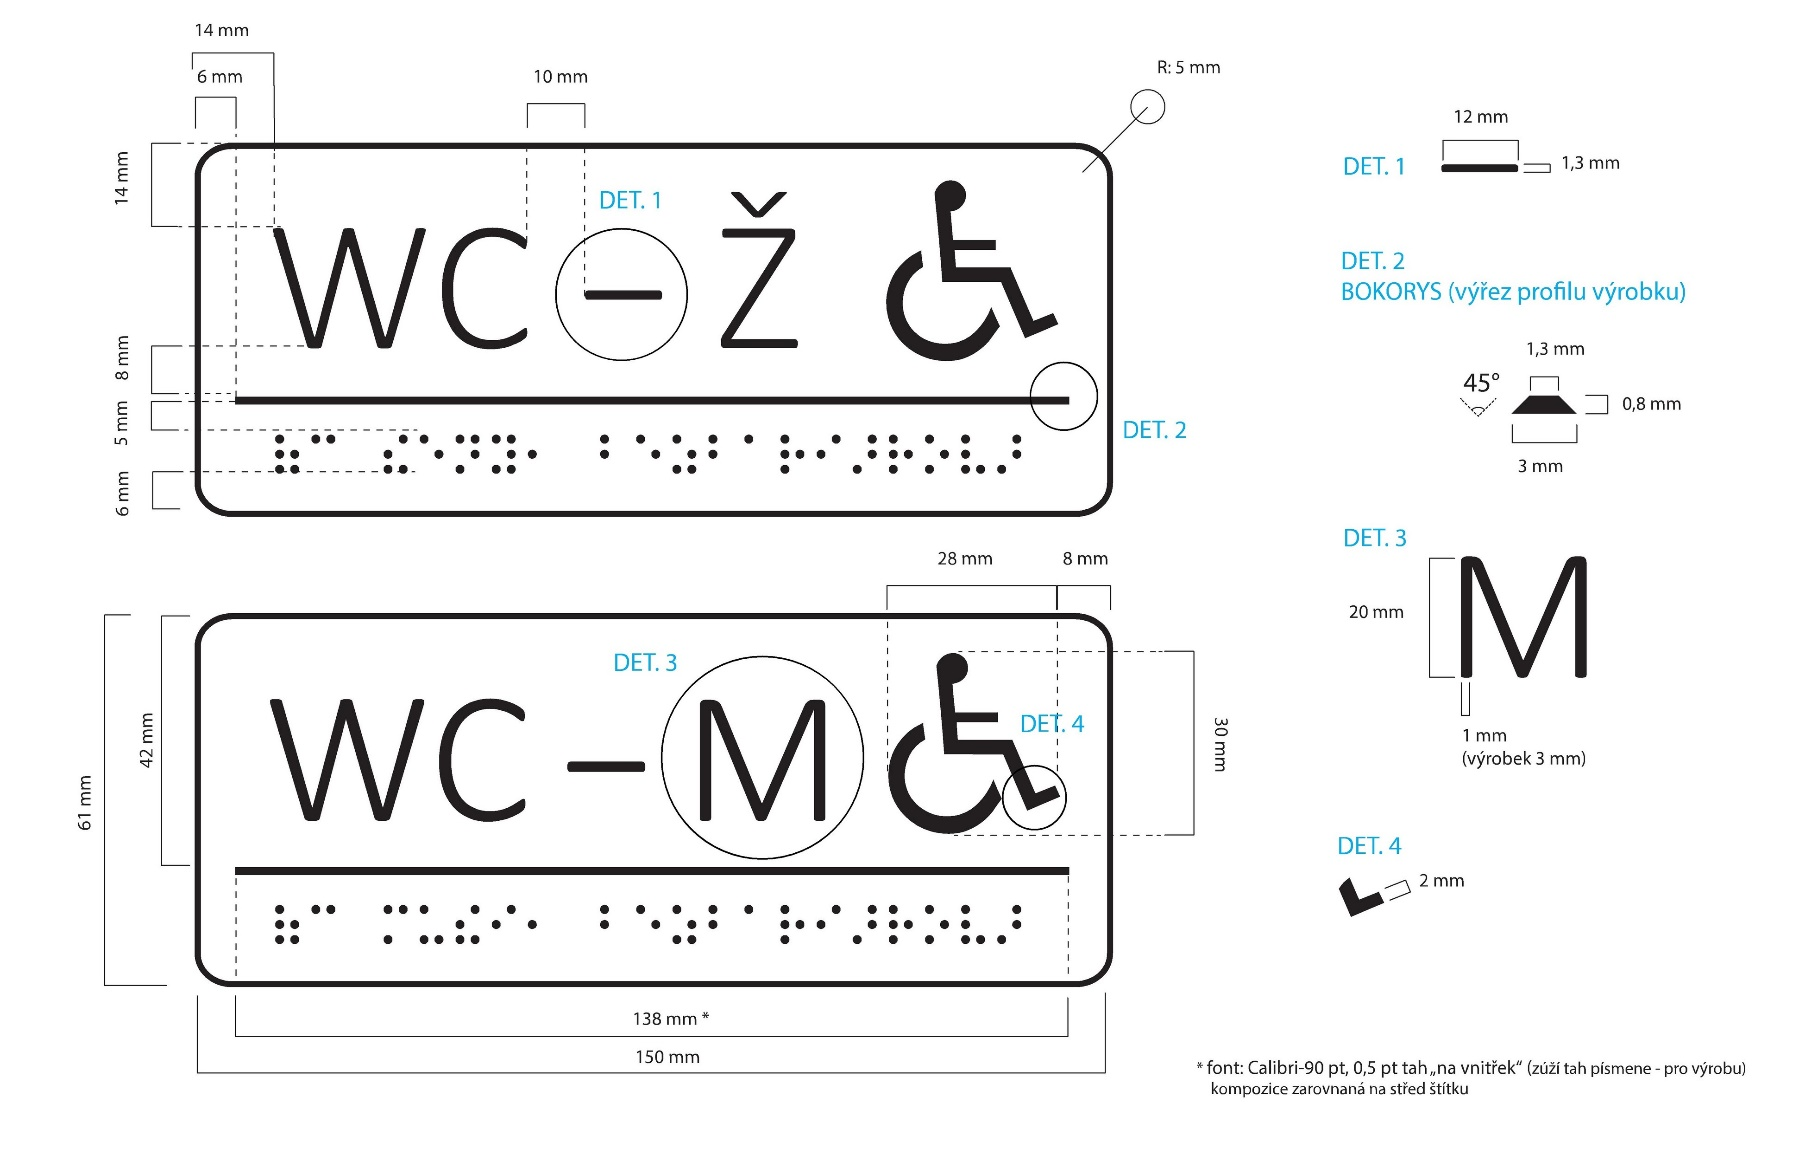 14 mm
6 mm
10 mm
R: 5 mm
14 mm
8 mm
5 mm
6 mm
DET. 1
WC – Ž
DET. 2
28 mm
8 mm
61 mm
42 mm
DET. 3
WC – M
DET. 4
30 mm
138 mm *
150 mm
12 mm
DET. 1
1,3 mm
DET. 2
BOKORYS (výřez profilu výrobku)
1,3 mm
45°
0,8 mm
3 mm
DET. 3
M
20 mm
1 mm
(výrobek 3 mm)
DET. 4
2 mm
* font: Calibri-90 pt, 0,5 pt tah „na vnitřek“ (zúží tah písmene - pro výrobu)
kompozice zarovnaná na střed štítku